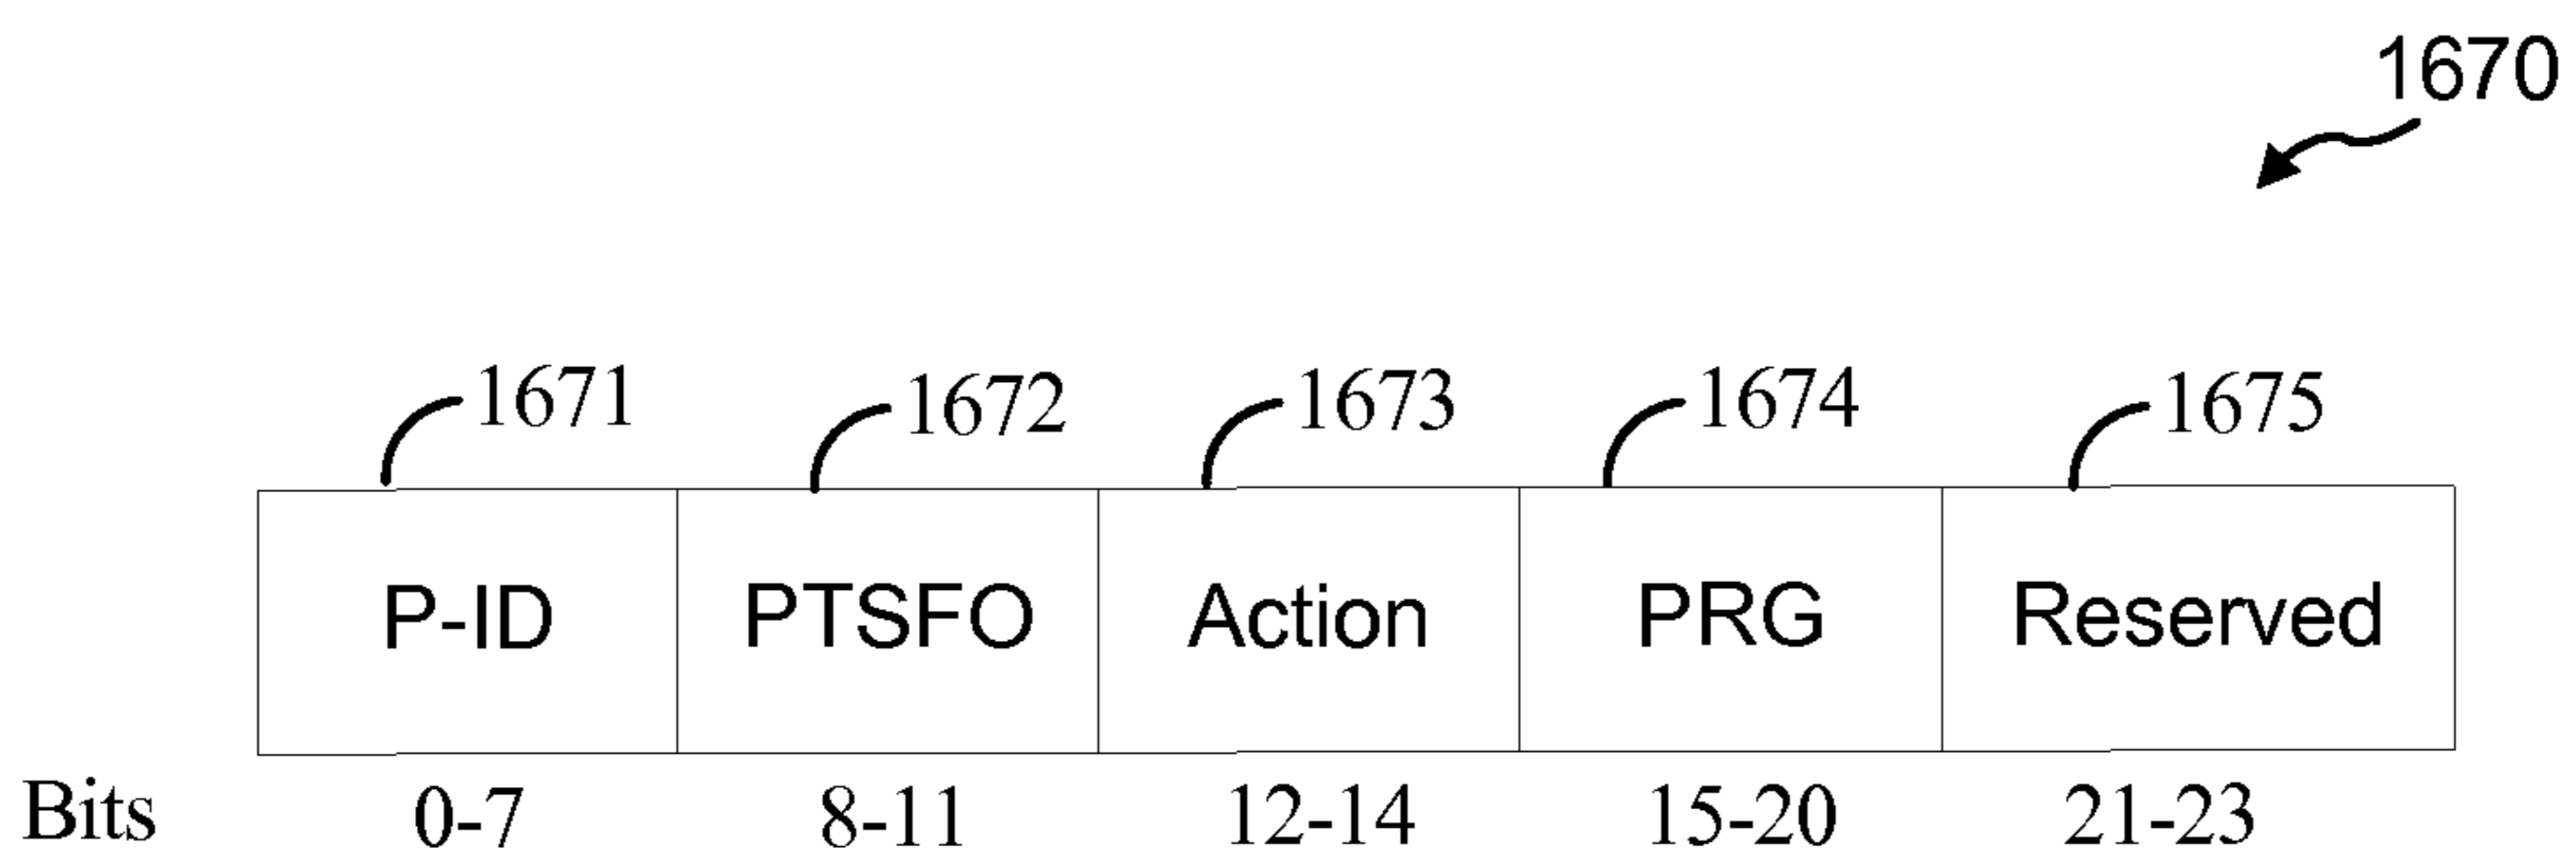 1670
1671 1672 1673 1674 1675
P-ID PTSFO Action PRG Reserved
Bits 0-7 8-11 12-14 15-20 21-23